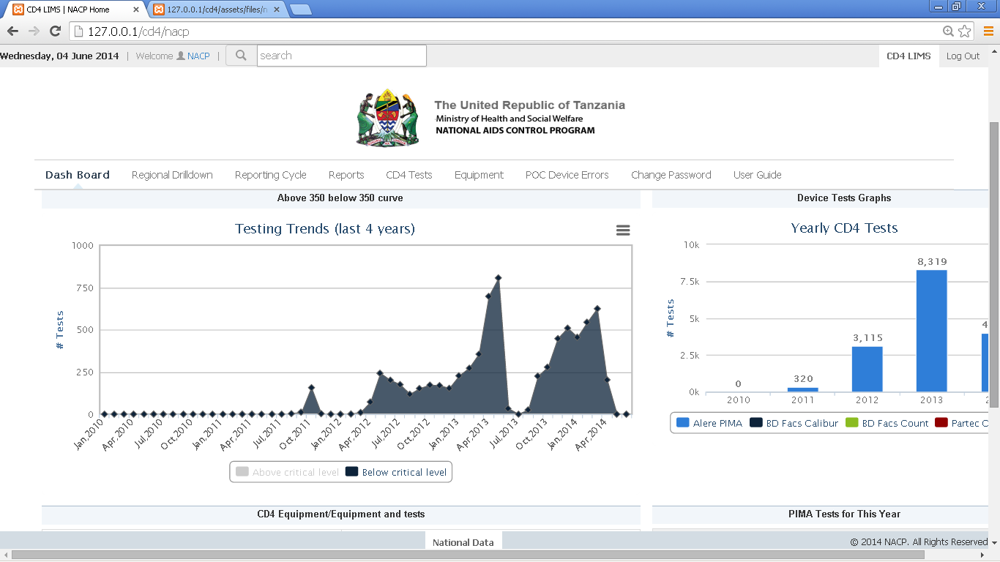 CD4 LIMS | NACP Home
127.0.0.1/cd4/assets/files/n
127.0.0.1/cd4/nacp
Wednesday, 04 June 2014 | Welcome NACP | search
CD4 LIMS Log Out
The United Republic of Tanzania
Ministry of Health and Social Welfare
NATIONAL AIDS CONTROL PROGRAM
Dash Board Regional Drilldown Reporting Cycle Reports CD4 Tests Equipment POC Device Errors Change Password User Guide
Above 350 below 350 curve
Testing Trends (last 4 years)
# Tests
1000
750
500
250
0
Jan,2010 Apr,2010 Jul,2010 Oct,2010 Jan,2011 Apr,2011 Jul,2011 Oct,2011 Jan,2012 Apr,2012 Jul,2012 Oct,2012 Jan,2013 Apr,2013 Jul,2013 Oct,2013 Jan,2014 Apr,2014
Above critical level Below critical level
Device Tests Graphs
Yearly CD4 Tests
# Tests
10k
7.5k
5k
2.5k
0k
0 320 3,115 8,319 4
2010 2011 2012 2013 2
Alere PIMA BD Facs Calibur BD Facs Count Partec C
CD4 Equipment/Equipment and tests
PIMA Tests for This Year
National Data
© 2014 NACP. All Rights Reserved